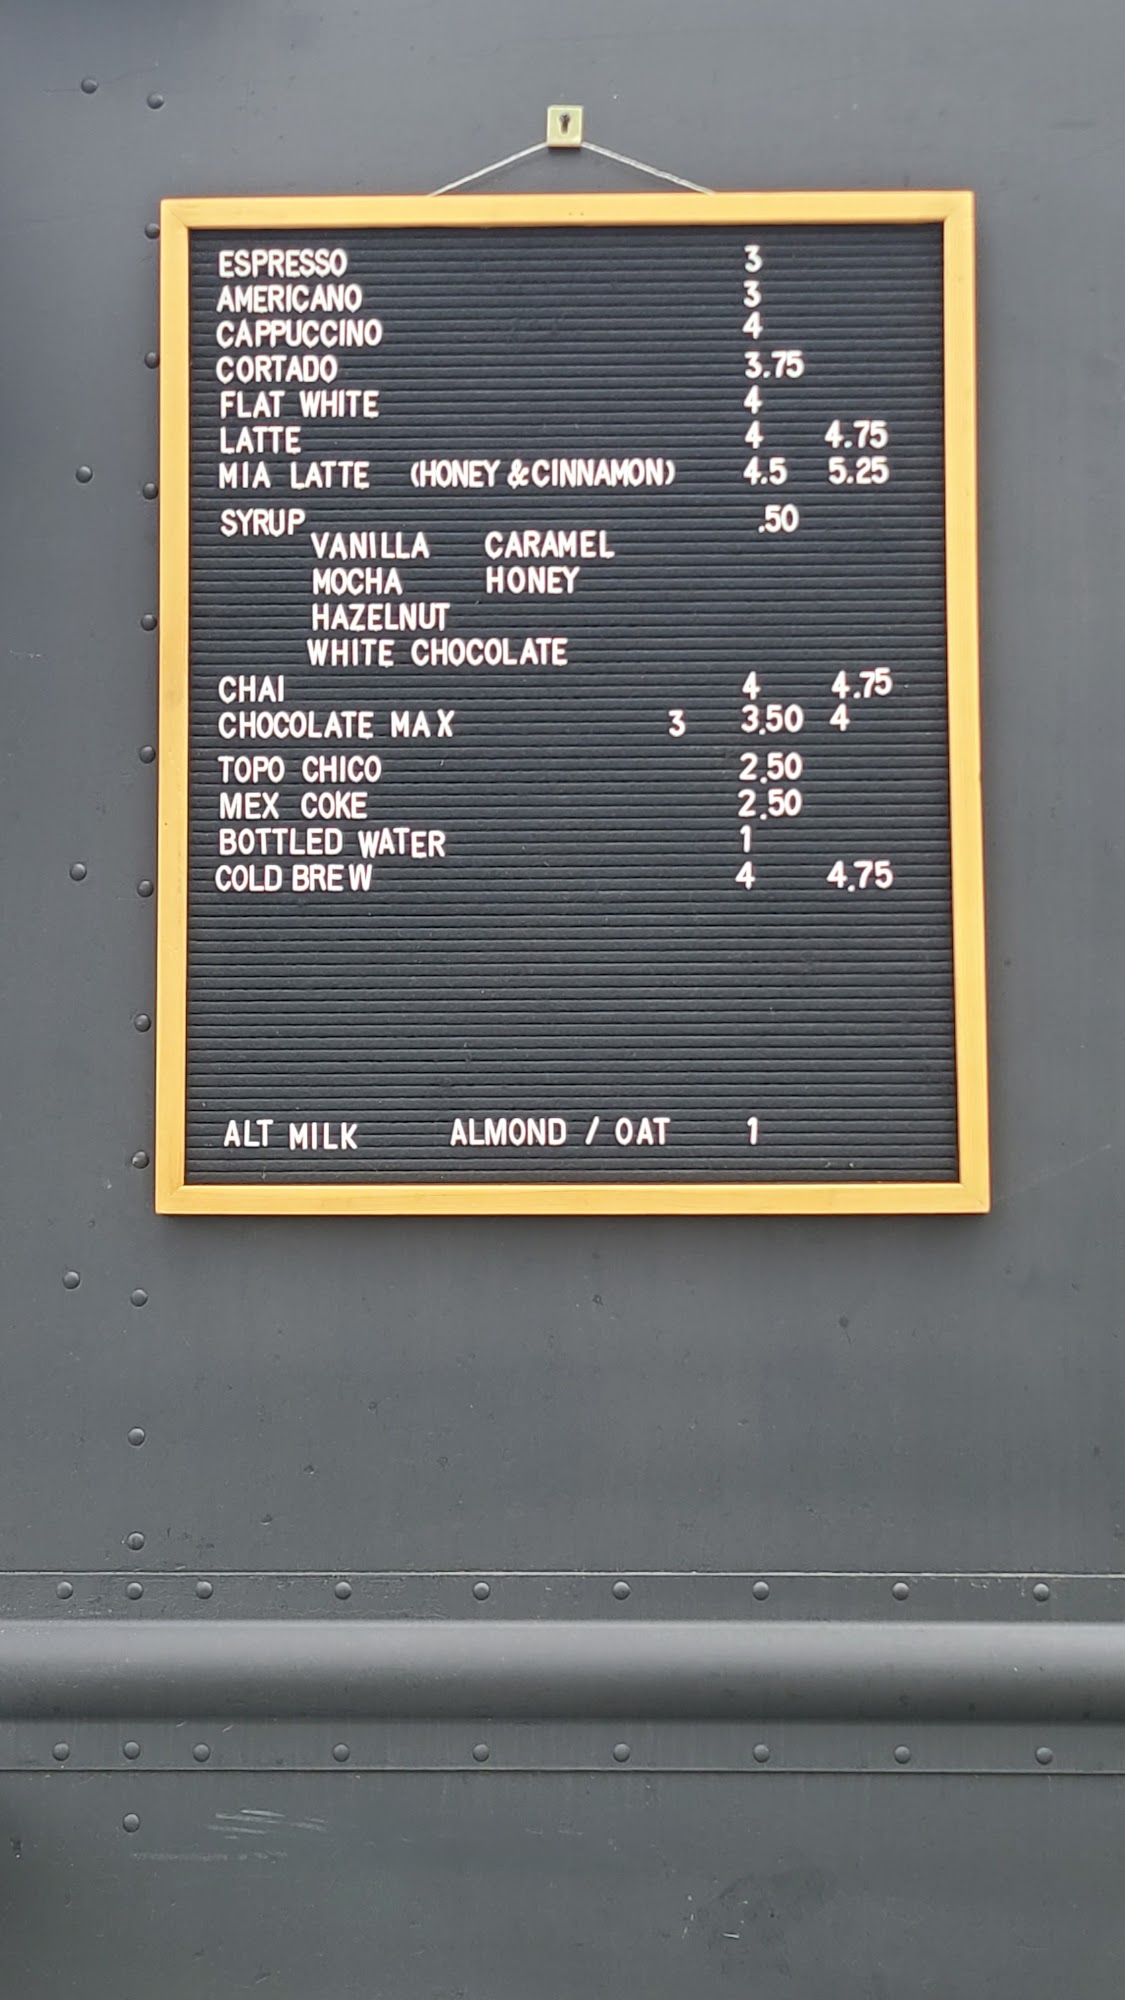 ESPRESSO 3
AMERICANO 3
CAPPUCCINO 4
CORTADO 3.75
FLAT WHITE 4
LATTE 4 4.75
MIA LATTE (HONEY & CINNAMON) 4.5 5.25
SYRUP .50
VANILLA CARAMEL
MOCHA HONEY
HAZELNUT
WHITE CHOCOLATE
CHAI 4 4.75
CHOCOLATE MAX 3 3.50 4
TOPO CHICO 2.50
MEX COKE 2.50
BOTTLED WATER 1
COLD BREW 4 4.75
ALT MILK ALMOND / OAT 1